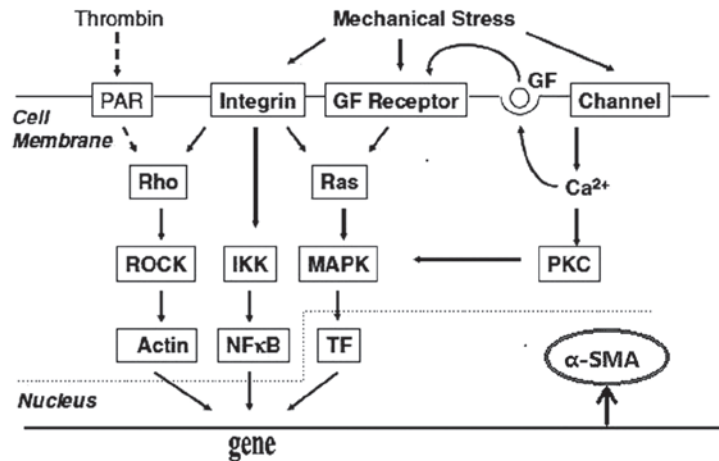 Thrombin Mechanical Stress
GF
PAR Integrin GF Receptor Channel
Cell
Membrane
Rho Ras Ca²⁺
ROCK IKK MAPK PKC
Actin NFκB TF α-SMA
Nucleus
gene